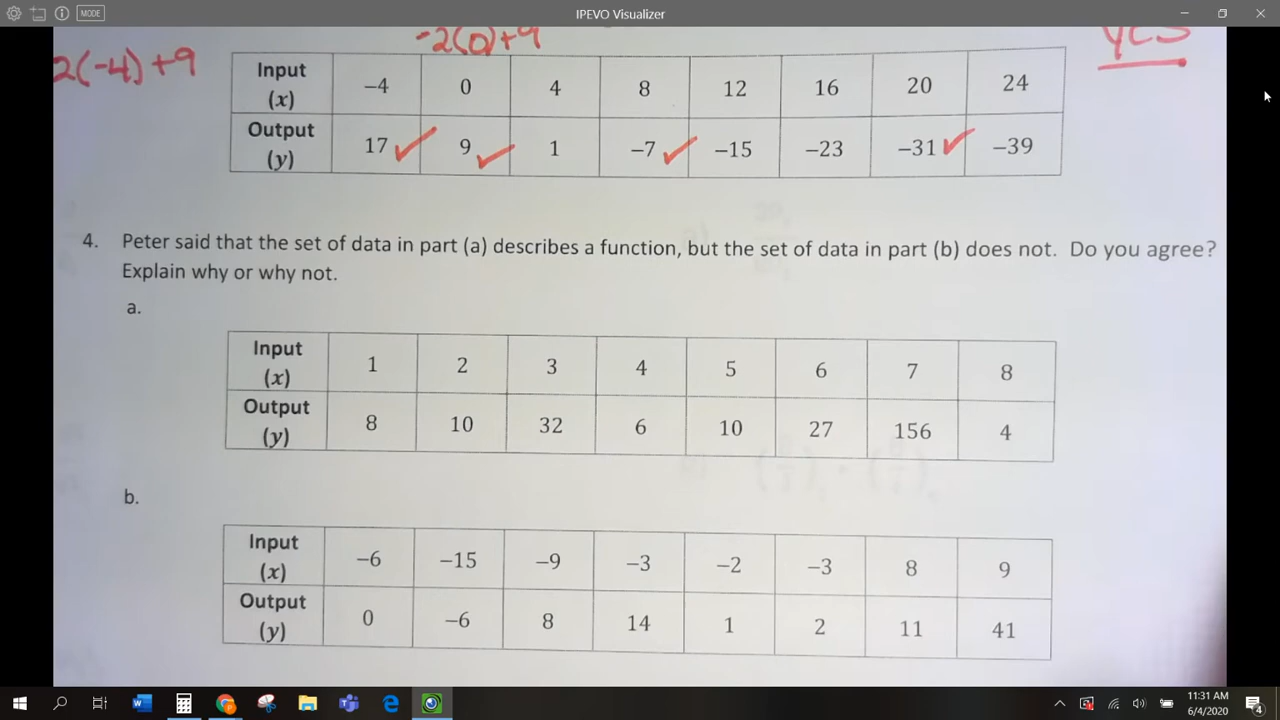 IPEVO Visualizer
MODE
-2(0)+9
2(-4)+9
YES
Input (x) −4 0 4 8 12 16 20 24
Output (y) 17 9 1 −7 −15 −23 −31 −39
4. Peter said that the set of data in part (a) describes a function, but the set of data in part (b) does not. Do you agree?
Explain why or why not.
a.
Input (x) 1 2 3 4 5 6 7 8
Output (y) 8 10 32 6 10 27 156 4
b.
Input (x) −6 −15 −9 −3 −2 −3 8 9
Output (y) 0 −6 8 14 1 2 11 41
11:31 AM
6/4/2020
4